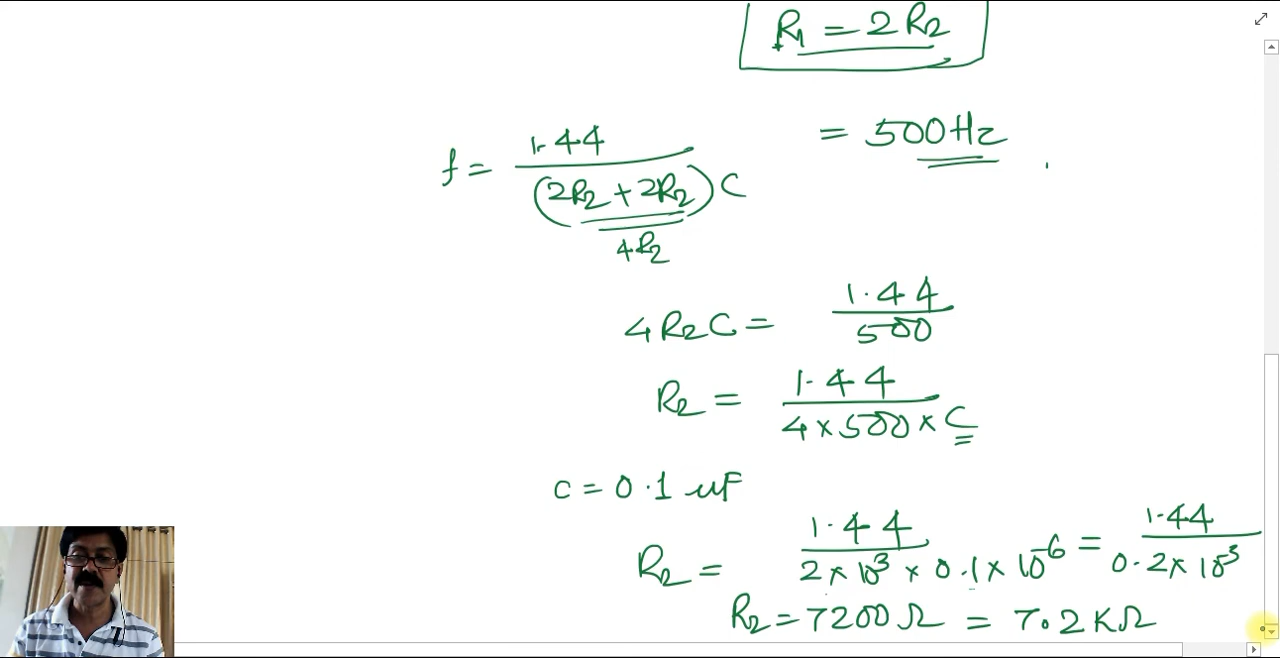 R1 = 2R2
f = 1.44 / (2R2 + 2R2) C = 500Hz
4R2
4R2C = 1.44 / 500
R2 = 1.44 / 4 × 500 × C
C = 0.1 uF
R2 = 1.44 / 2 × 10^3 × 0.1 × 10^-6 = 1.44 / 0.2 × 10^3
R2 = 7200 Ω = 7.2 KΩ